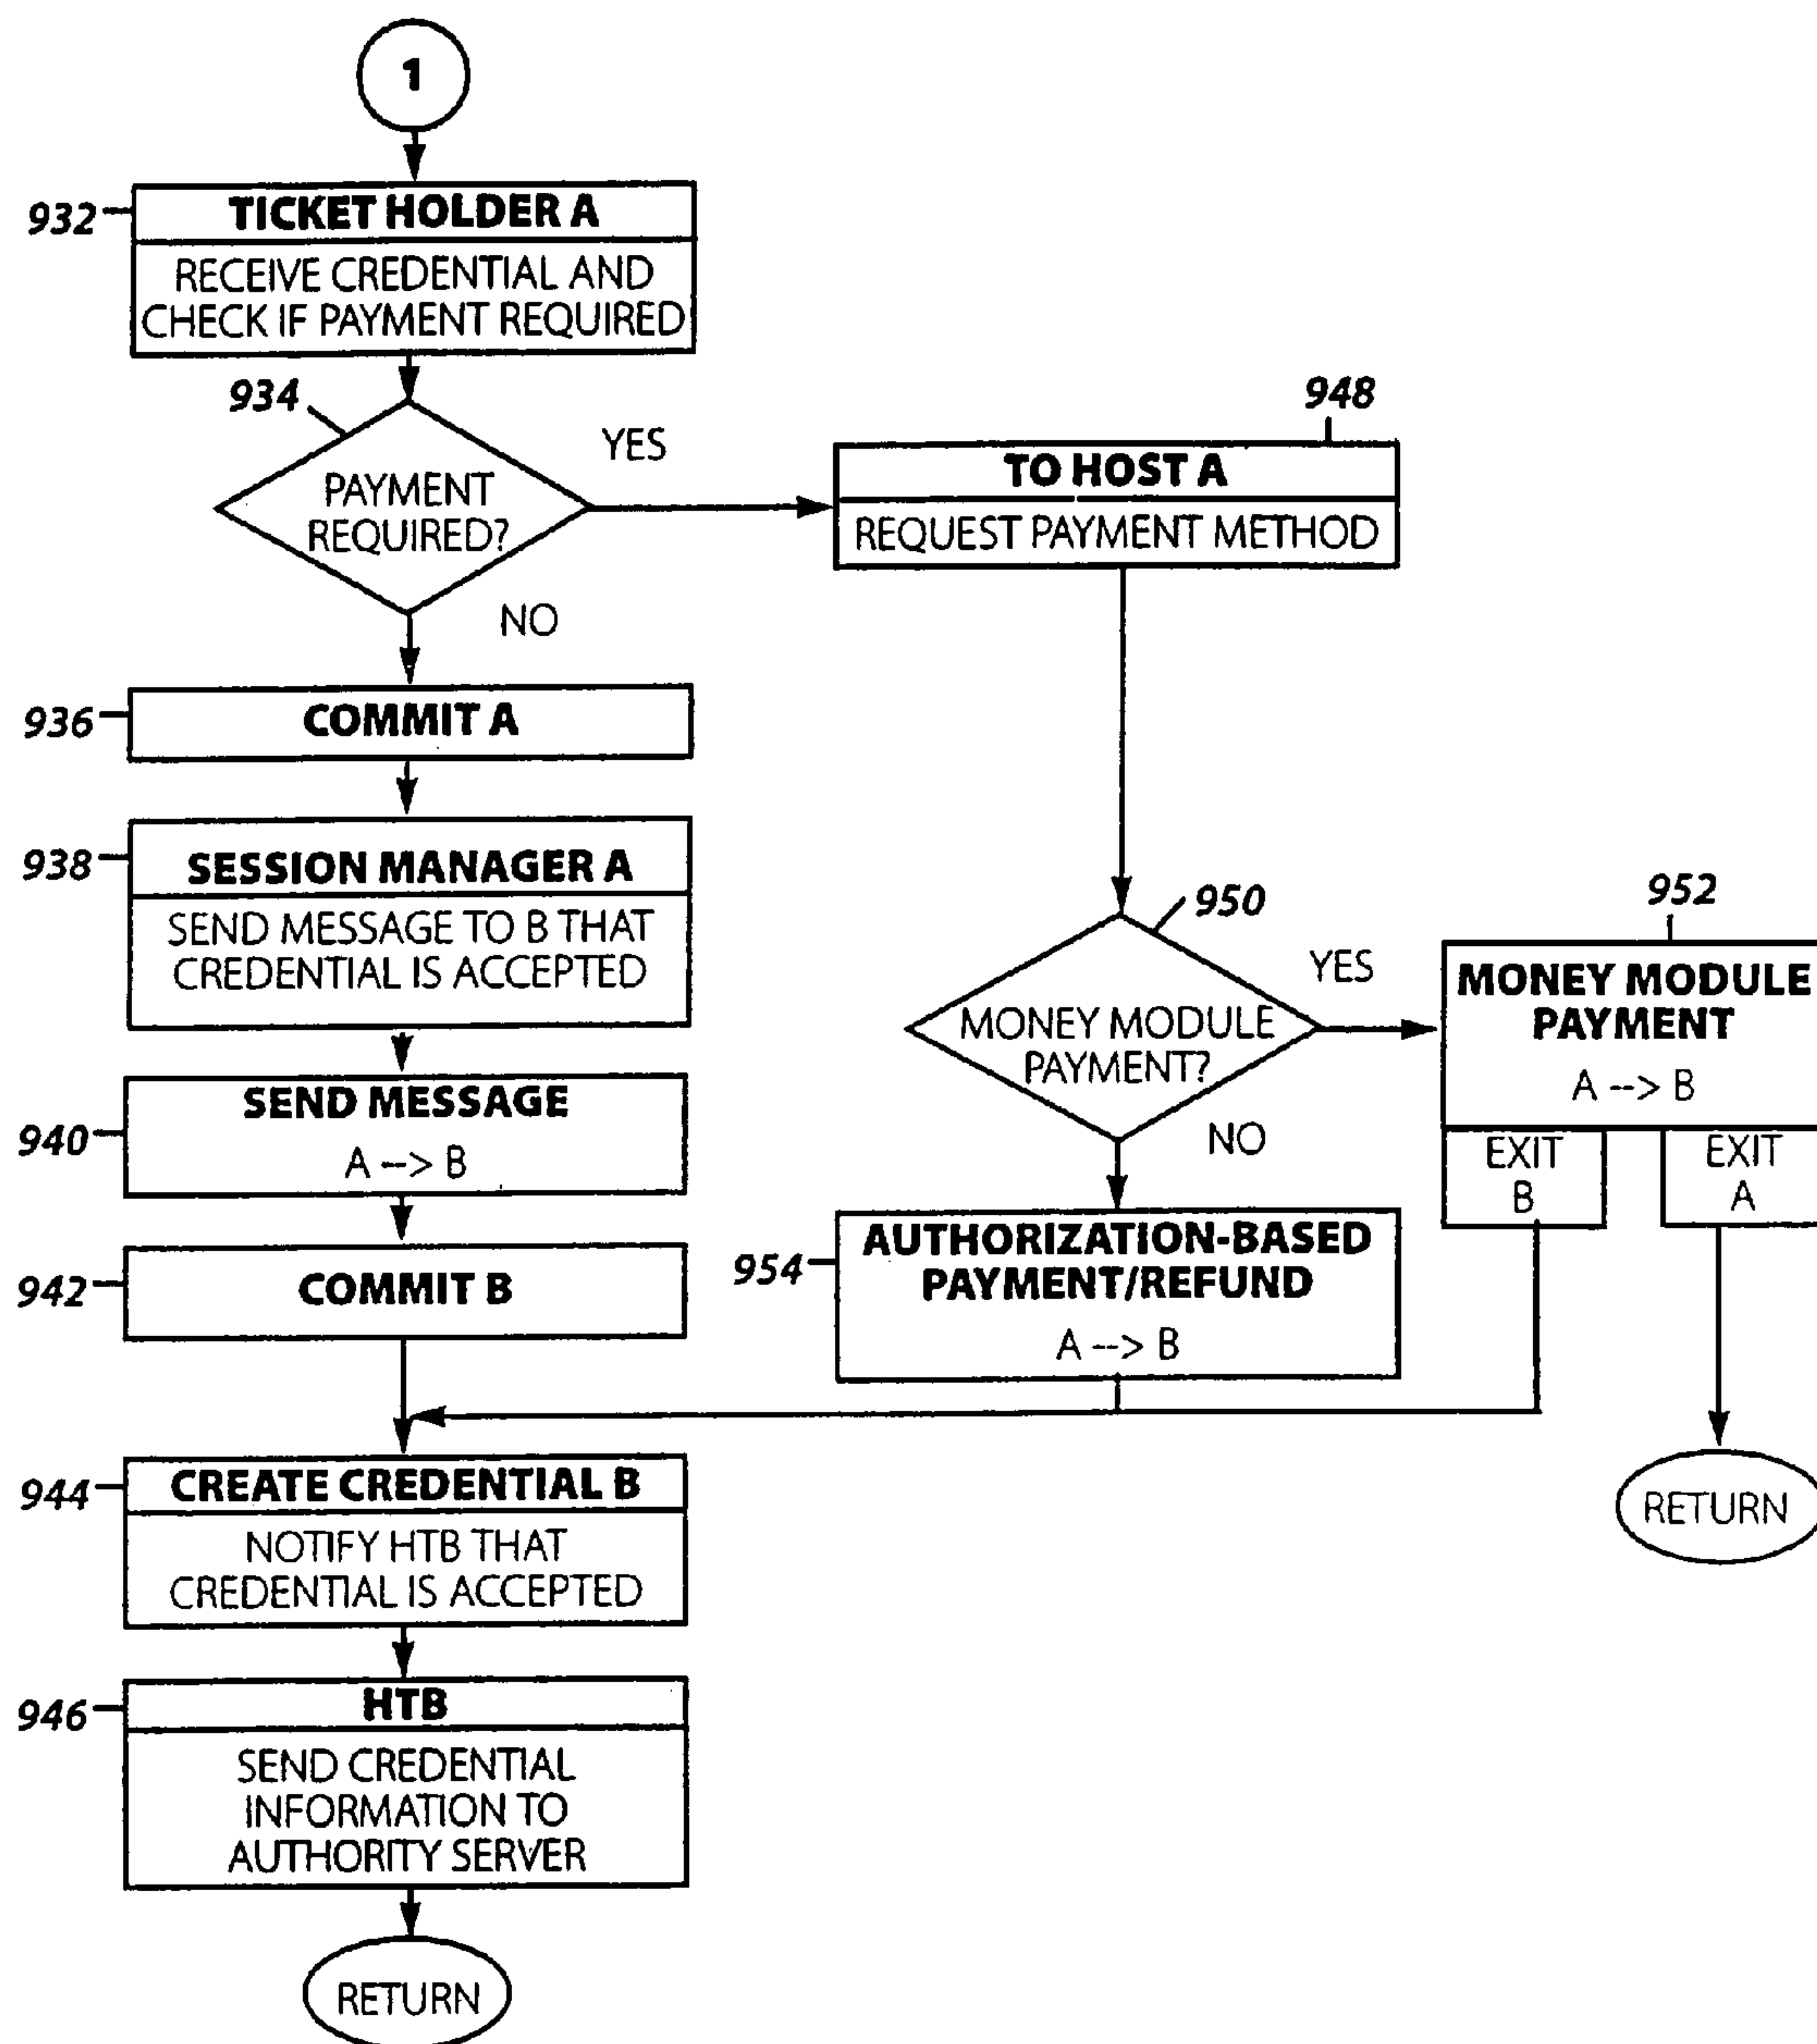 1
932
TICKET HOLDER A
RECEIVE CREDENTIAL AND
CHECK IF PAYMENT REQUIRED
934
PAYMENT
REQUIRED?
YES
NO
948
TO HOST A
REQUEST PAYMENT METHOD
936
COMMIT A
938
SESSION MANAGER A
SEND MESSAGE TO B THAT
CREDENTIAL IS ACCEPTED
950
MONEY MODULE
PAYMENT?
YES
NO
952
MONEY MODULE
PAYMENT
A --> B
EXIT
B
EXIT
A
940
SEND MESSAGE
A --> B
942
COMMIT B
954
AUTHORIZATION-BASED
PAYMENT/REFUND
A --> B
944
CREATE CREDENTIAL B
NOTIFY HTB THAT
CREDENTIAL IS ACCEPTED
RETURN
946
HTB
SEND CREDENTIAL
INFORMATION TO
AUTHORITY SERVER
RETURN